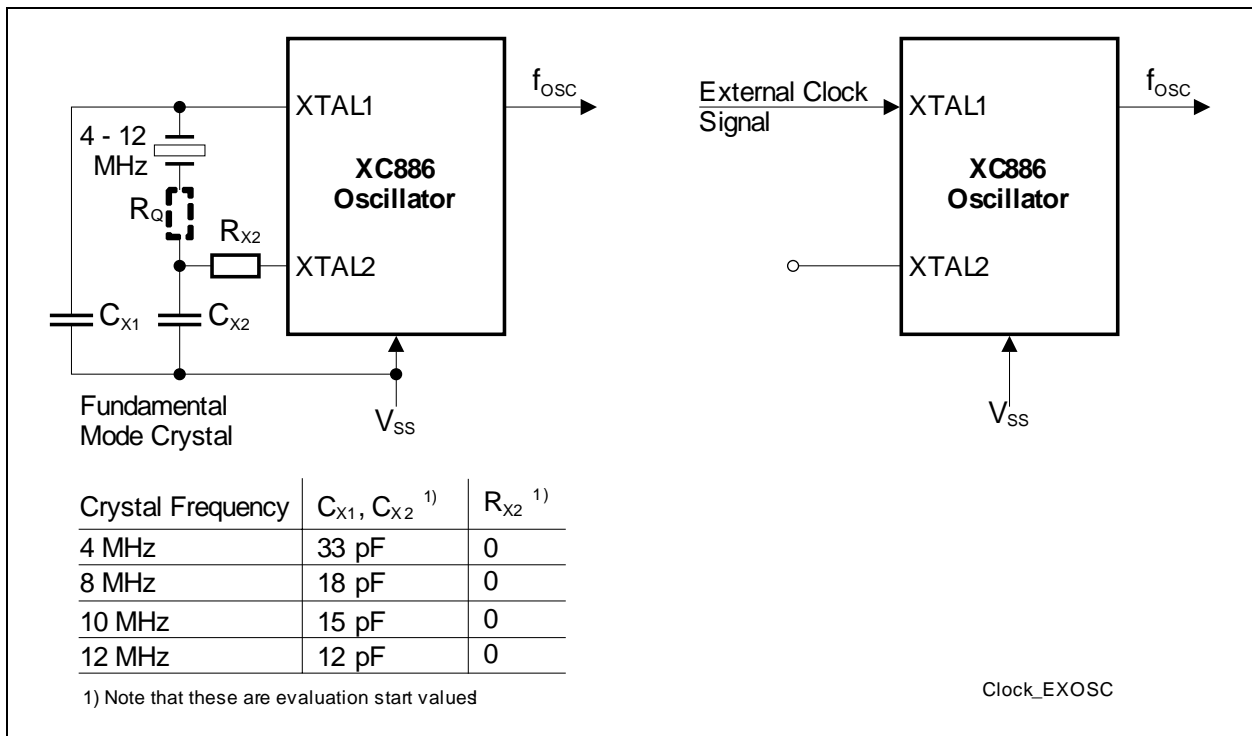 f_OSC
XTAL1
4 - 12
MHz
XC886
Oscillator
R_Q
R_X2
XTAL2
C_X1
C_X2
Fundamental
Mode Crystal
V_SS
External Clock
Signal
XTAL1
f_OSC
XC886
Oscillator
XTAL2
V_SS
Crystal Frequency C_X1, C_X2 1) R_X2 1)
4 MHz 33 pF 0
8 MHz 18 pF 0
10 MHz 15 pF 0
12 MHz 12 pF 0
1) Note that these are evaluation start values!
Clock_EXOSC